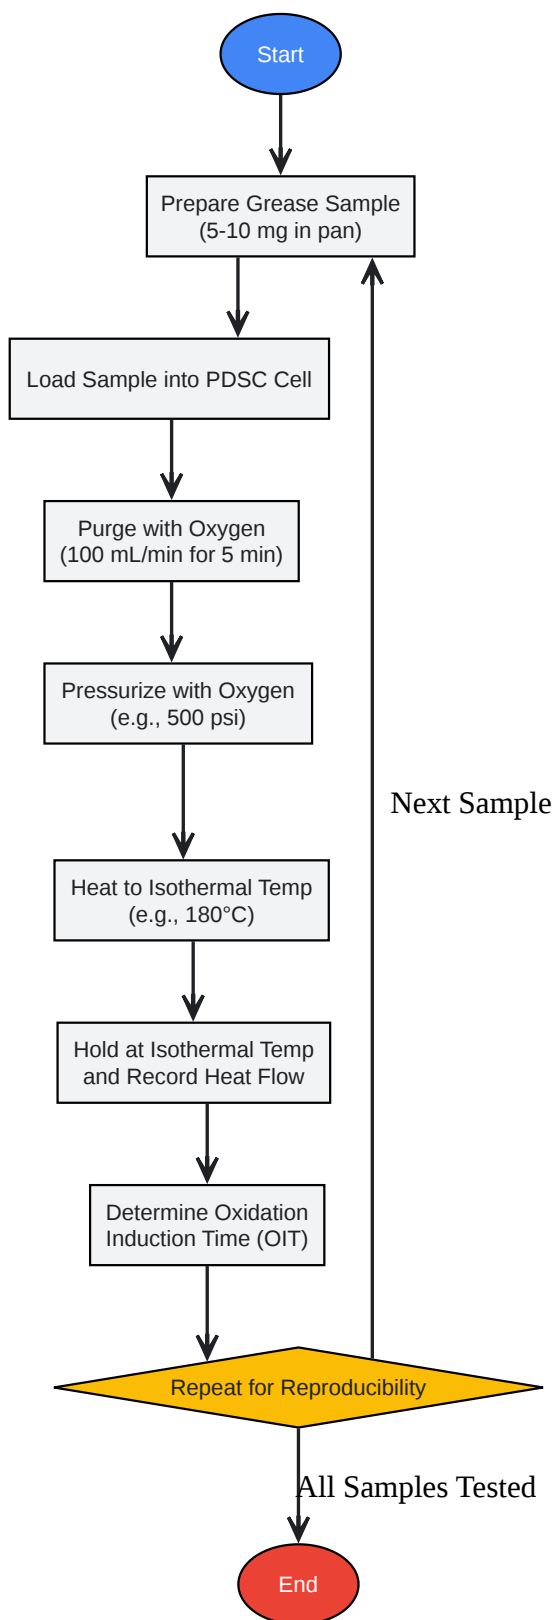 Start
Prepare Grease Sample
(5-10 mg in pan)
Load Sample into PDSC Cell
Purge with Oxygen
(100 mL/min for 5 min)
Pressurize with Oxygen
(e.g., 500 psi)
Next Sample
Heat to Isothermal Temp
(e.g., 180°C)
Hold at Isothermal Temp
and Record Heat Flow
Determine Oxidation
Induction Time (OIT)
Repeat for Reproducibility
All Samples Tested
End